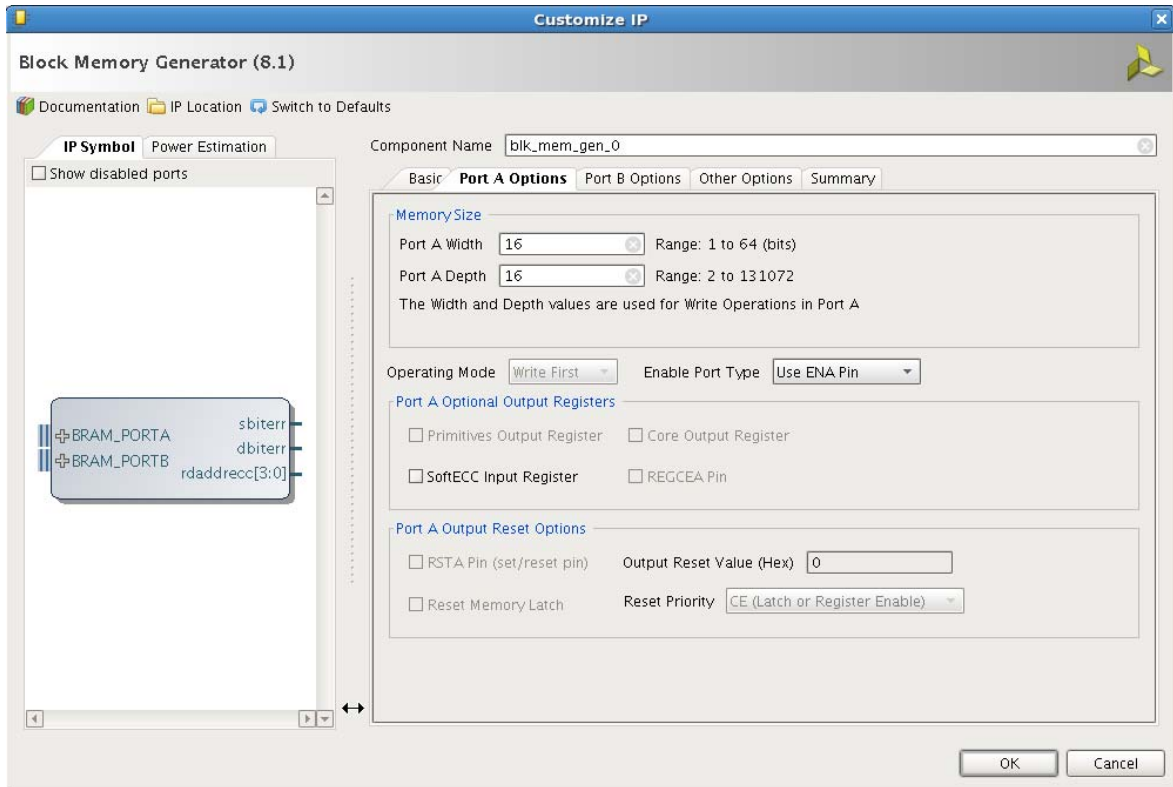 Customize IP
Block Memory Generator (8.1)
Documentation IP Location Switch to Defaults
IP Symbol Power Estimation
Show disabled ports
BRAM_PORTA
BRAM_PORTB
sbiterr
dbiterr
rdaddrecc[3:0]
Component Name blk_mem_gen_0
Basic Port A Options Port B Options Other Options Summary
Memory Size
Port A Width 16 Range: 1 to 64 (bits)
Port A Depth 16 Range: 2 to 131072
The Width and Depth values are used for Write Operations in Port A
Operating Mode Write First Enable Port Type Use ENA Pin
Port A Optional Output Registers
Primitives Output Register Core Output Register
SoftECC Input Register REGCEA Pin
Port A Output Reset Options
RSTA Pin (set/reset pin) Output Reset Value (Hex) 0
Reset Memory Latch Reset Priority CE (Latch or Register Enable)
OK Cancel